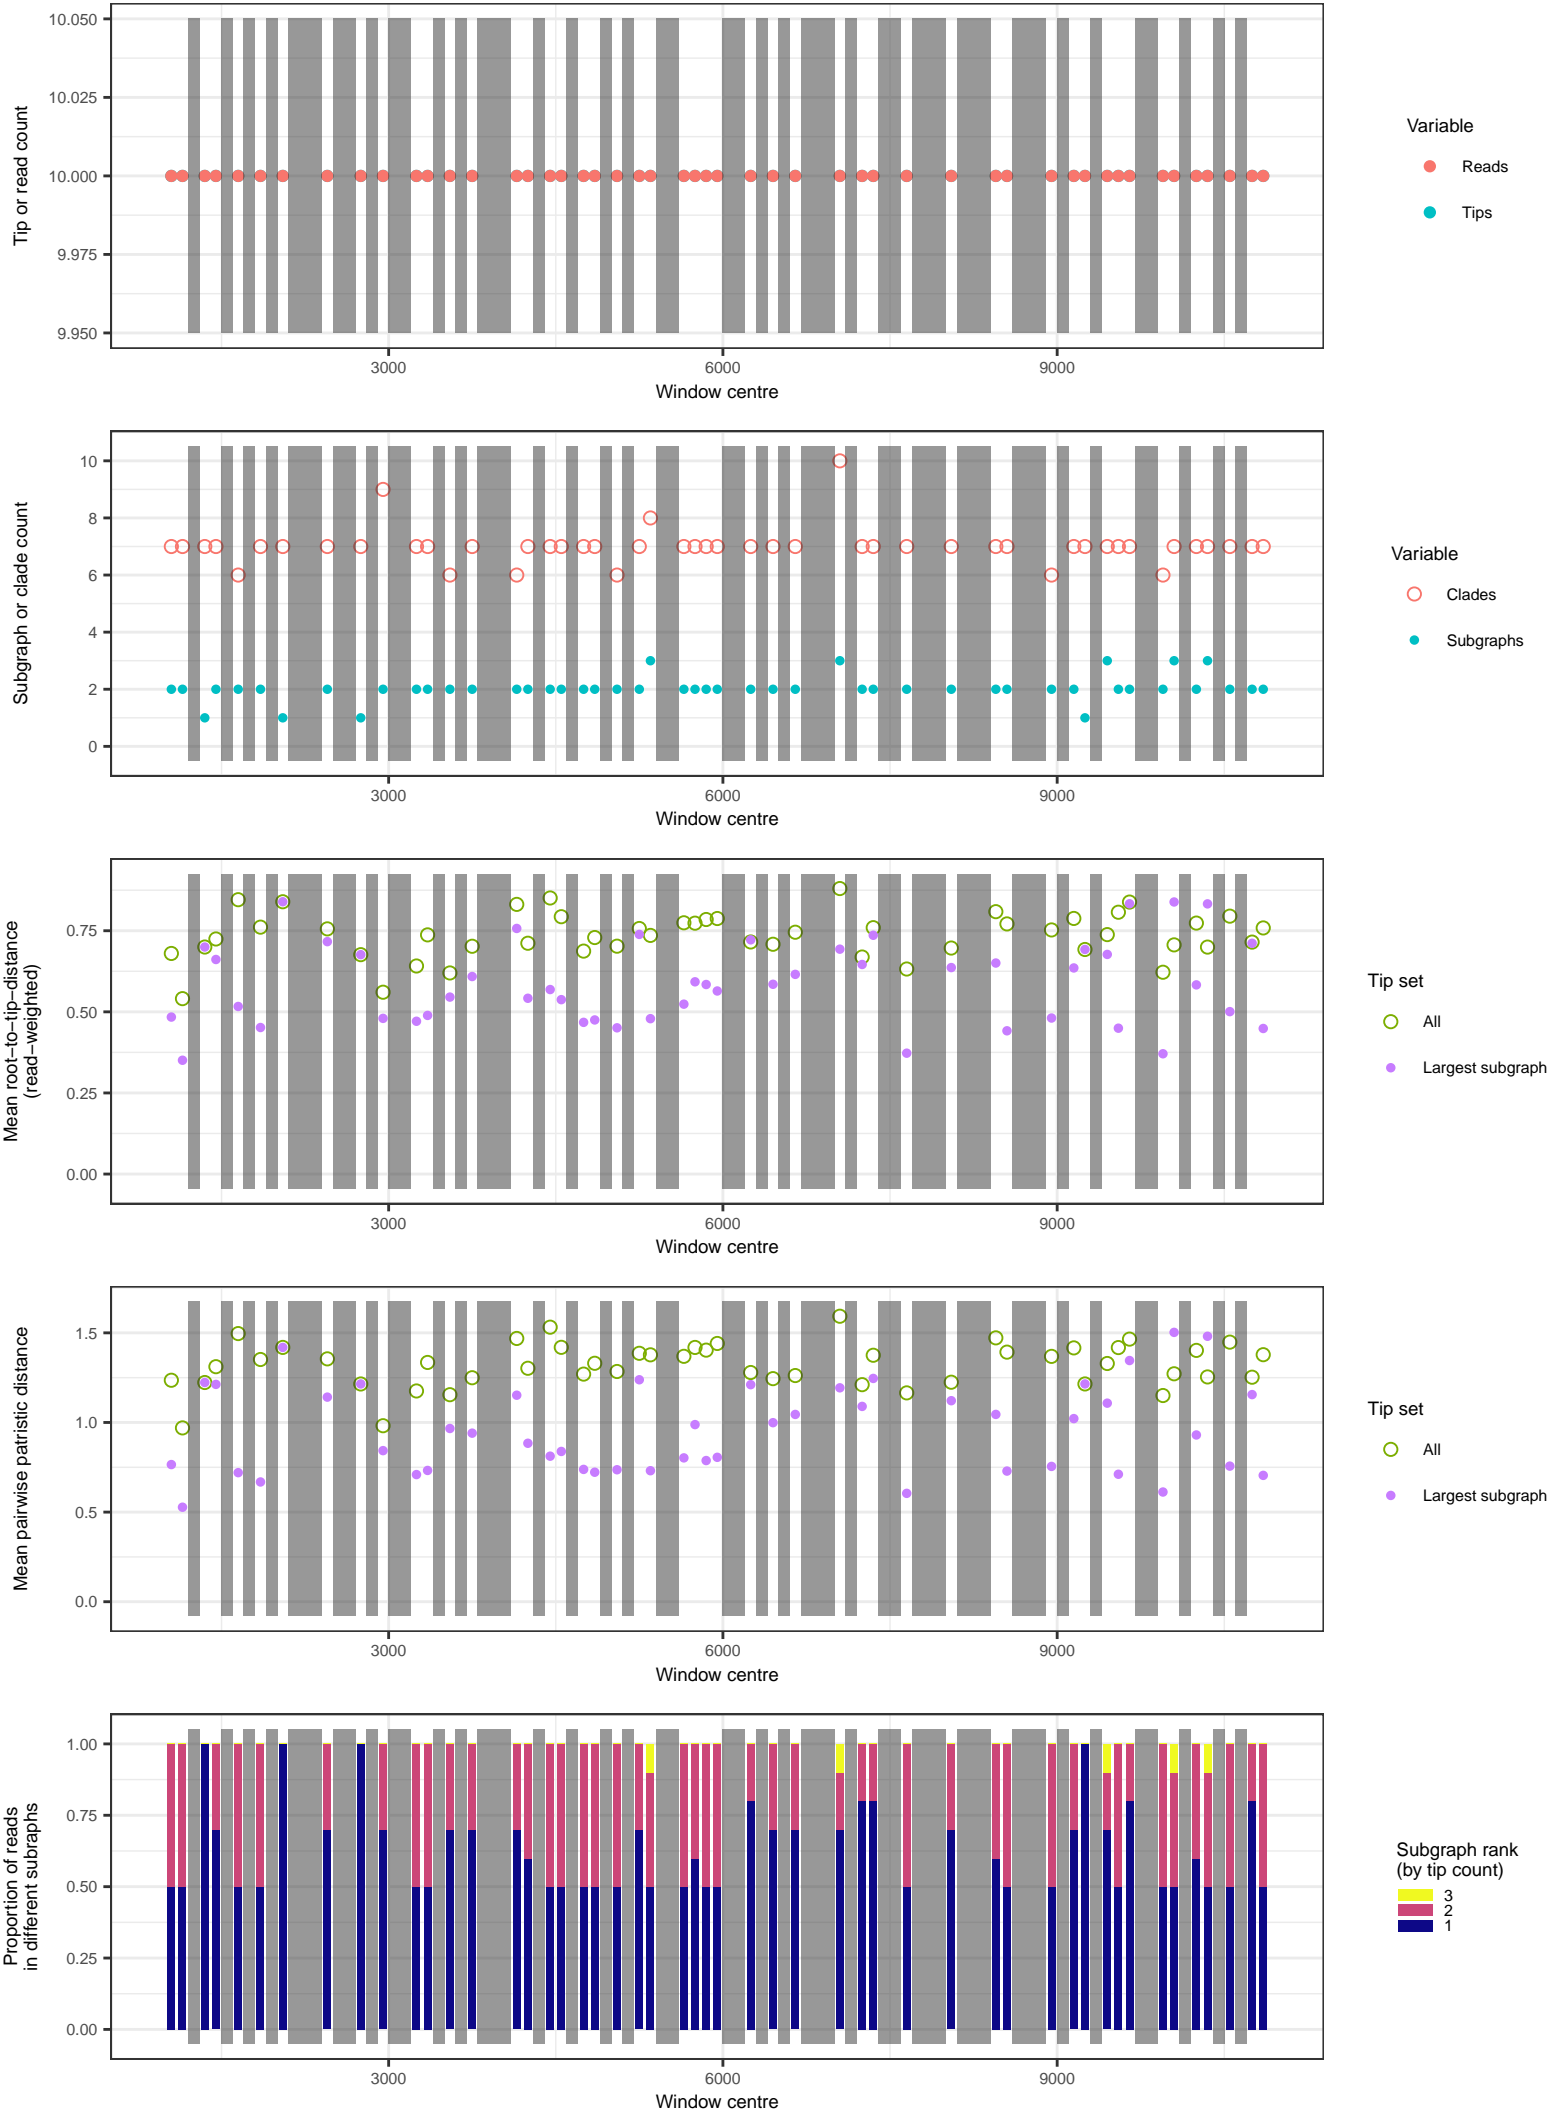 Tip or read count
10.050
10.025
10.000
9.975
9.950
3000
6000
9000
Window centre
Variable
Reads
Tips
Subgraph or clade count
10
8
6
4
2
0
3000
6000
9000
Window centre
Variable
Clades
Subgraphs
Mean root−to−tip−distance
(read−weighted)
0.75
0.50
0.25
0.00
3000
6000
9000
Window centre
Tip set
All
Largest subgraph
Mean pairwise patristic distance
1.5
1.0
0.5
0.0
3000
6000
9000
Window centre
Tip set
All
Largest subgraph
Proportion of reads
in different subraphs
1.00
0.75
0.50
0.25
0.00
3000
6000
9000
Window centre
Subgraph rank
(by tip count)
3
2
1